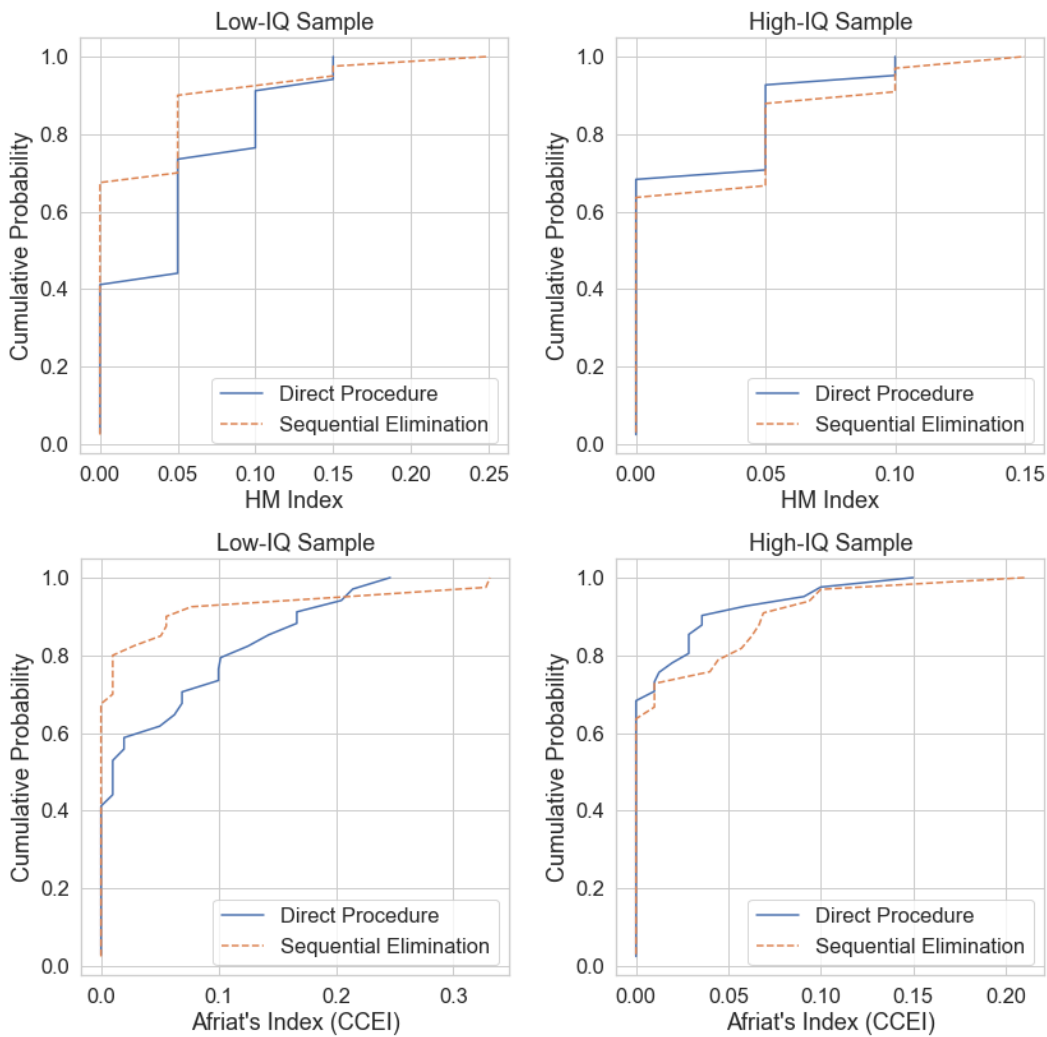 Low-IQ Sample
Cumulative Probability
1.0
0.8
0.6
0.4
0.2
0.0
Direct Procedure
Sequential Elimination
0.00 0.05 0.10 0.15 0.20 0.25
HM Index
High-IQ Sample
Cumulative Probability
1.0
0.8
0.6
0.4
0.2
0.0
Direct Procedure
Sequential Elimination
0.00 0.05 0.10 0.15
HM Index
Low-IQ Sample
Cumulative Probability
1.0
0.8
0.6
0.4
0.2
0.0
Direct Procedure
Sequential Elimination
0.0 0.1 0.2 0.3
Afriat's Index (CCEI)
High-IQ Sample
Cumulative Probability
1.0
0.8
0.6
0.4
0.2
0.0
Direct Procedure
Sequential Elimination
0.00 0.05 0.10 0.15 0.20
Afriat's Index (CCEI)